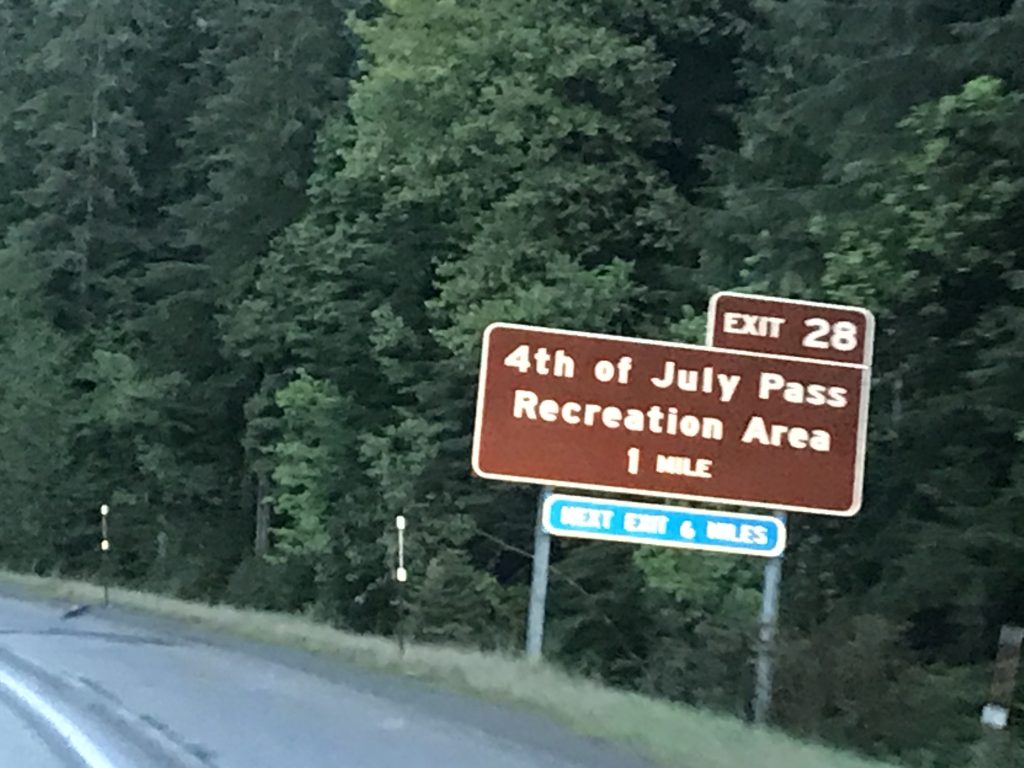 EXIT 28
4th of July Pass
Recreation Area
1 MILE
NEXT EXIT 6 MILES